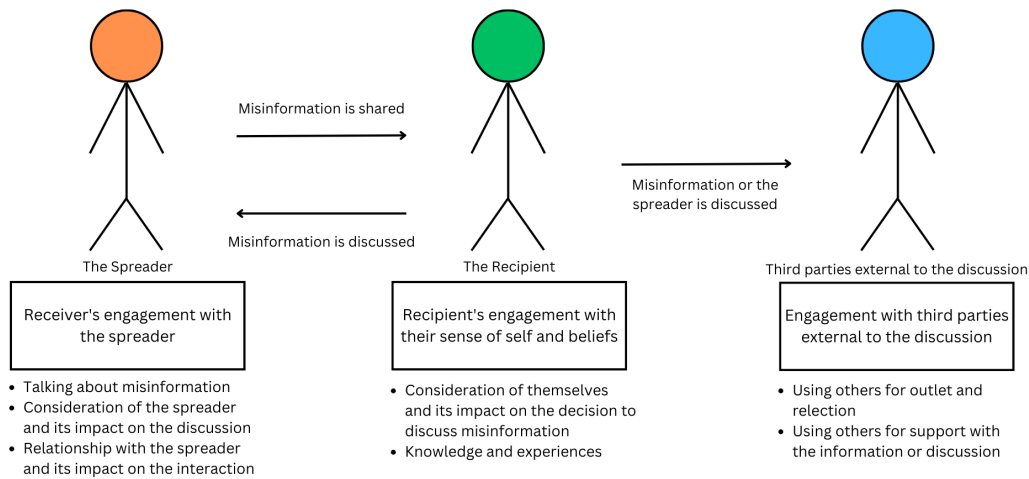 Misinformation is shared
Misinformation is discussed
Misinformation or the
spreader is discussed
The Spreader
The Recipient
Third parties external to the discussion
Receiver's engagement with
the spreader
Recipient's engagement with
their sense of self and beliefs
Engagement with third parties
external to the discussion
• Talking about misinformation
• Consideration of the spreader
and its impact on the discussion
• Relationship with the spreader
and its impact on the interaction
• Consideration of themselves
and its impact on the decision to
discuss misinformation
• Knowledge and experiences
• Using others for outlet and
relection
• Using others for support with
the information or discussion